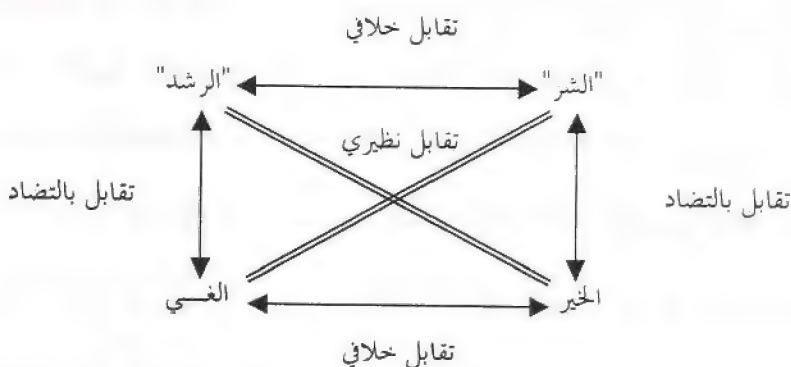 تقابل خلافي
"الشر" "الرشد"
تقابل نظيري
تقابل بالتضاد تقابل بالتضاد
الخير الغـــي
تقابل خلافي